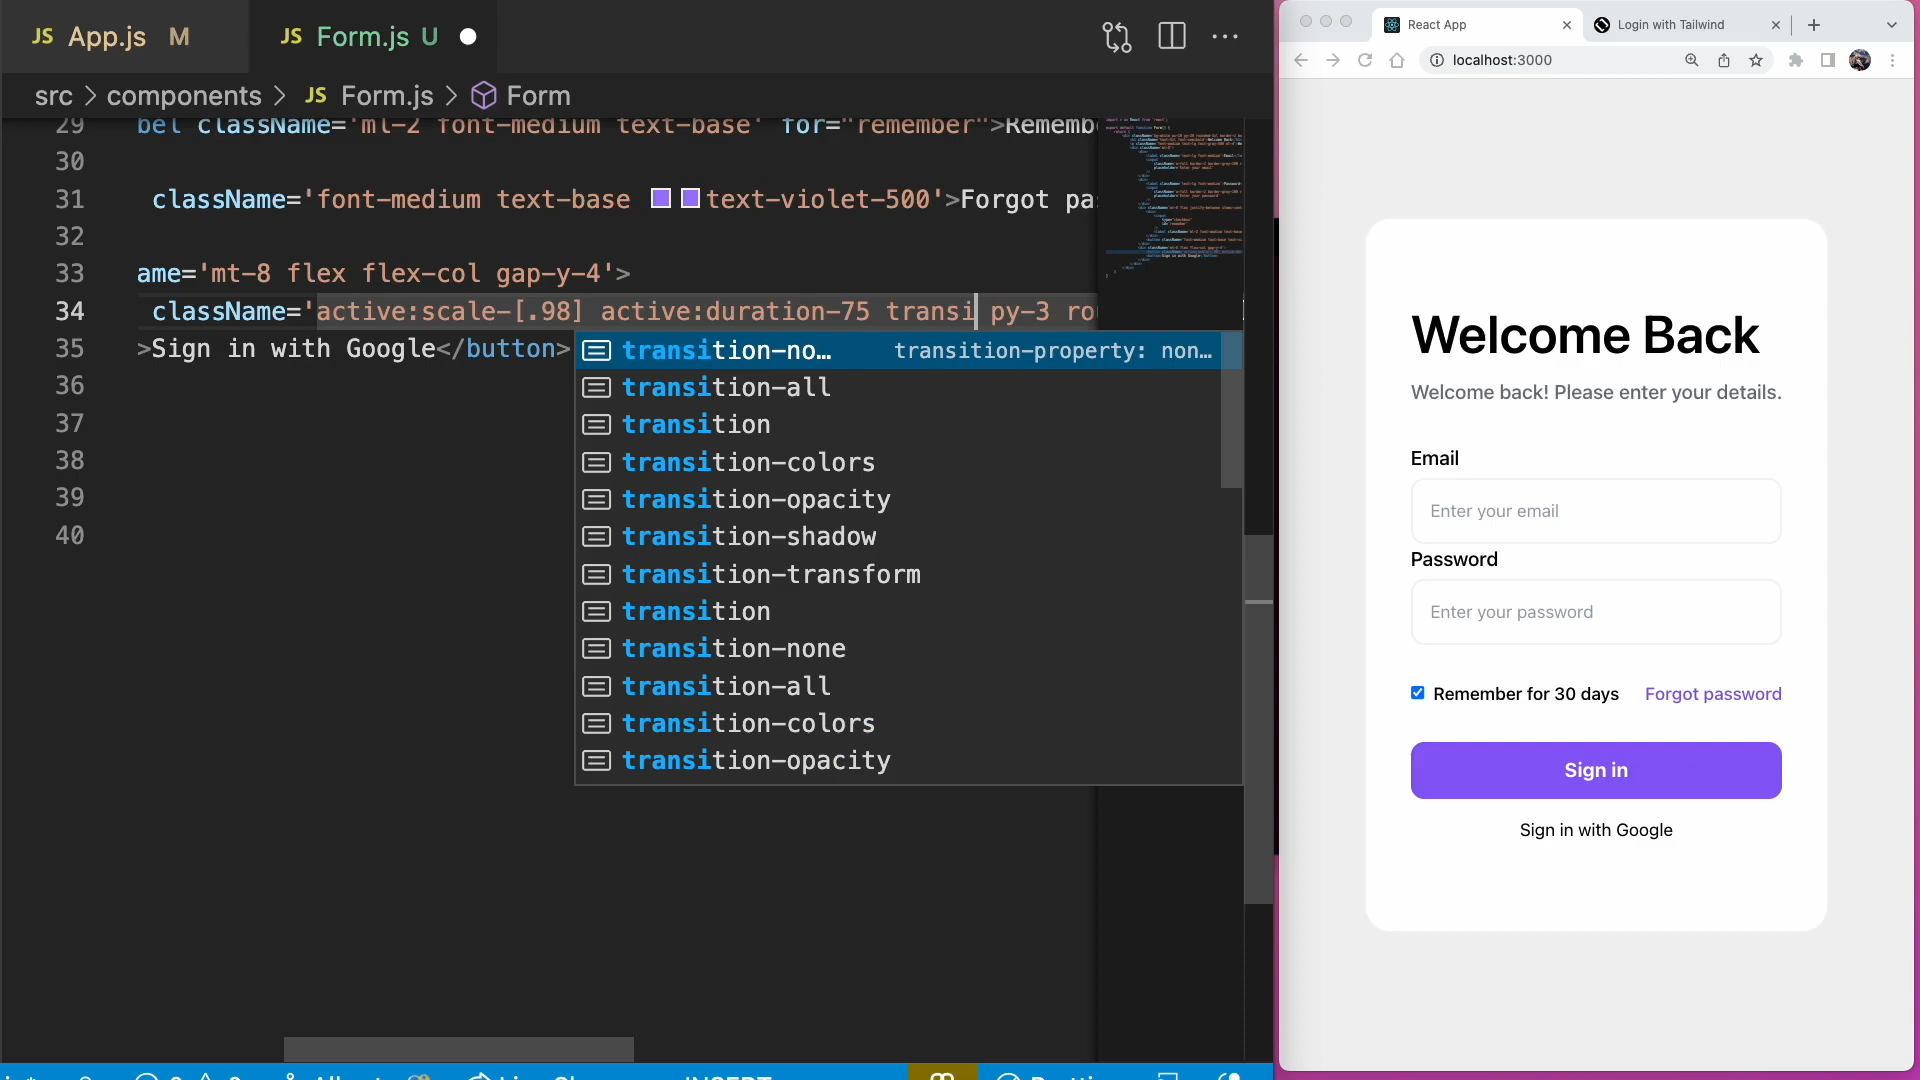 JS App.js M
JS Form.js U
src > components > JS Form.js > Form
29 bel className='ml-2 font-medium text-base' for="remember">Rememb
30
31 className='font-medium text-base text-violet-500'>Forgot pa
32
33 ame='mt-8 flex flex-col gap-y-4'>
34 className='active:scale-[.98] active:duration-75 transi py-3 ro
35 >Sign in with Google</button>
36
37
38
39
40
transition-no… transition-property: non…
transition-all
transition
transition-colors
transition-opacity
transition-shadow
transition-transform
transition
transition-none
transition-all
transition-colors
transition-opacity
React App
Login with Tailwind
localhost:3000
Welcome Back
Welcome back! Please enter your details.
Email
Enter your email
Password
Enter your password
Remember for 30 days
Forgot password
Sign in
Sign in with Google